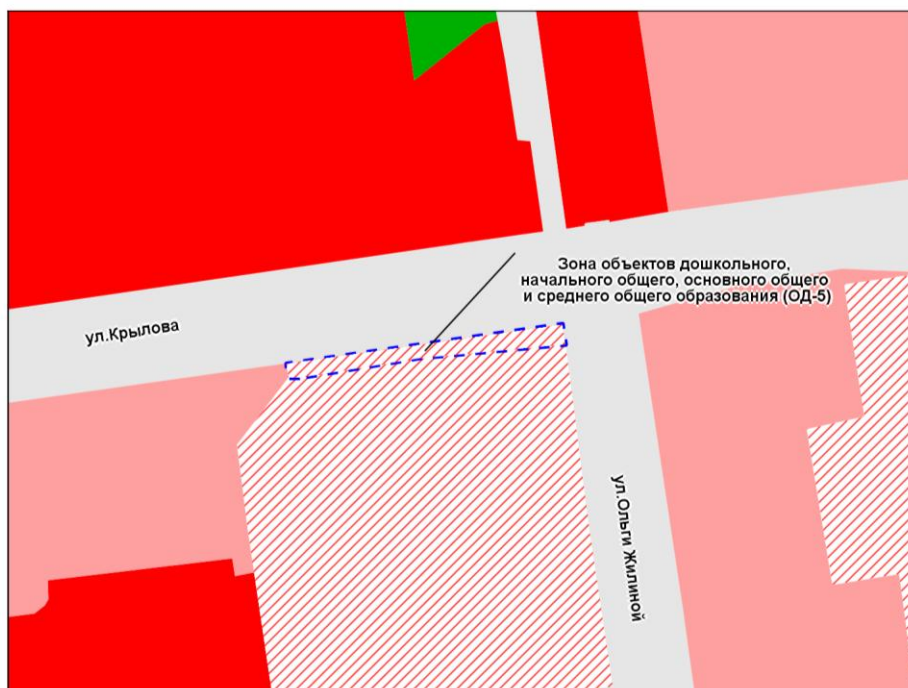 Зона объектов дошкольного,
начального общего, основного общего
и среднего общего образования (ОД-5)
ул.Крылова
ул.Ольги Жилиной